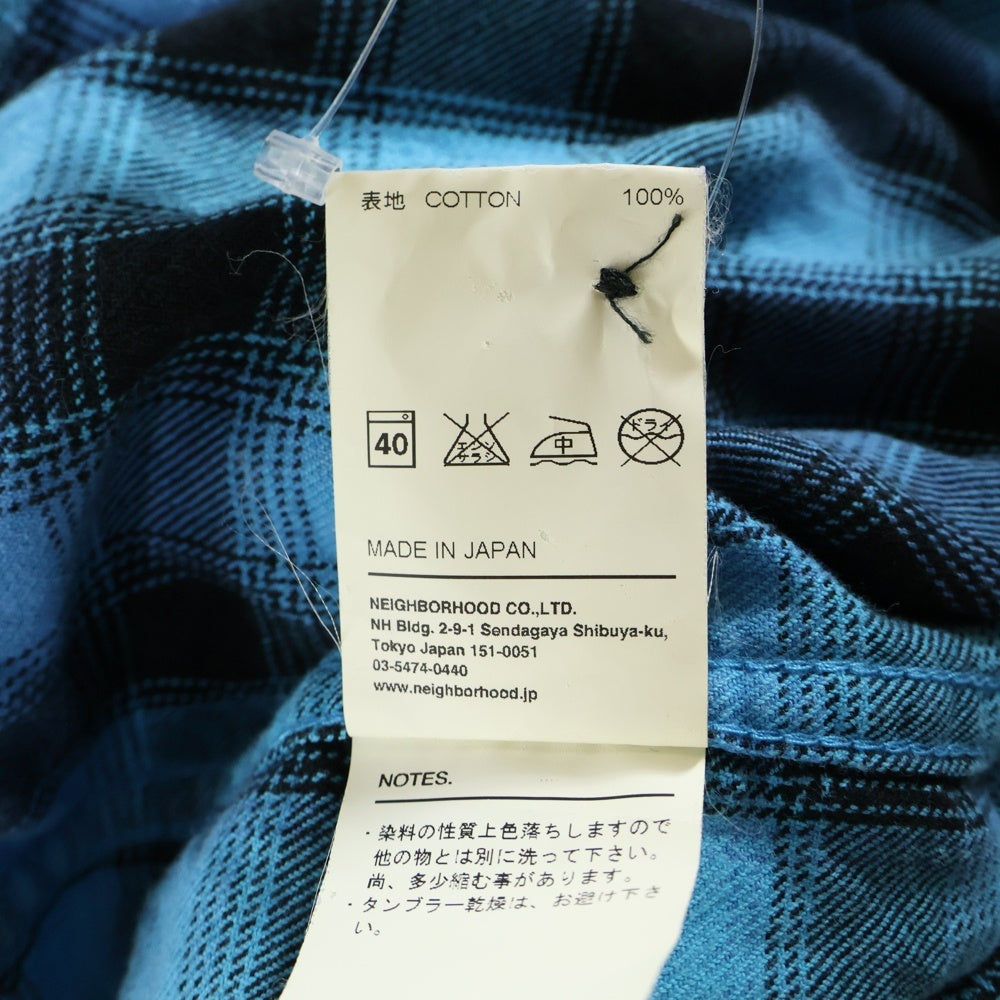 表地 COTTON 100%
40
エンソ
サラシ
中
ドライ
MADE IN JAPAN
NEIGHBORHOOD CO.,LTD.
NH Bldg. 2-9-1 Sendagaya Shibuya-ku,
Tokyo Japan 151-0051
03-5474-0440
www.neighborhood.jp
NOTES.
・染料の性質上色落ちしますので
他の物とは別に洗って下さい。
尚、多少縮む事があります。
・タンブラー乾燥は、お避け下さ
い。